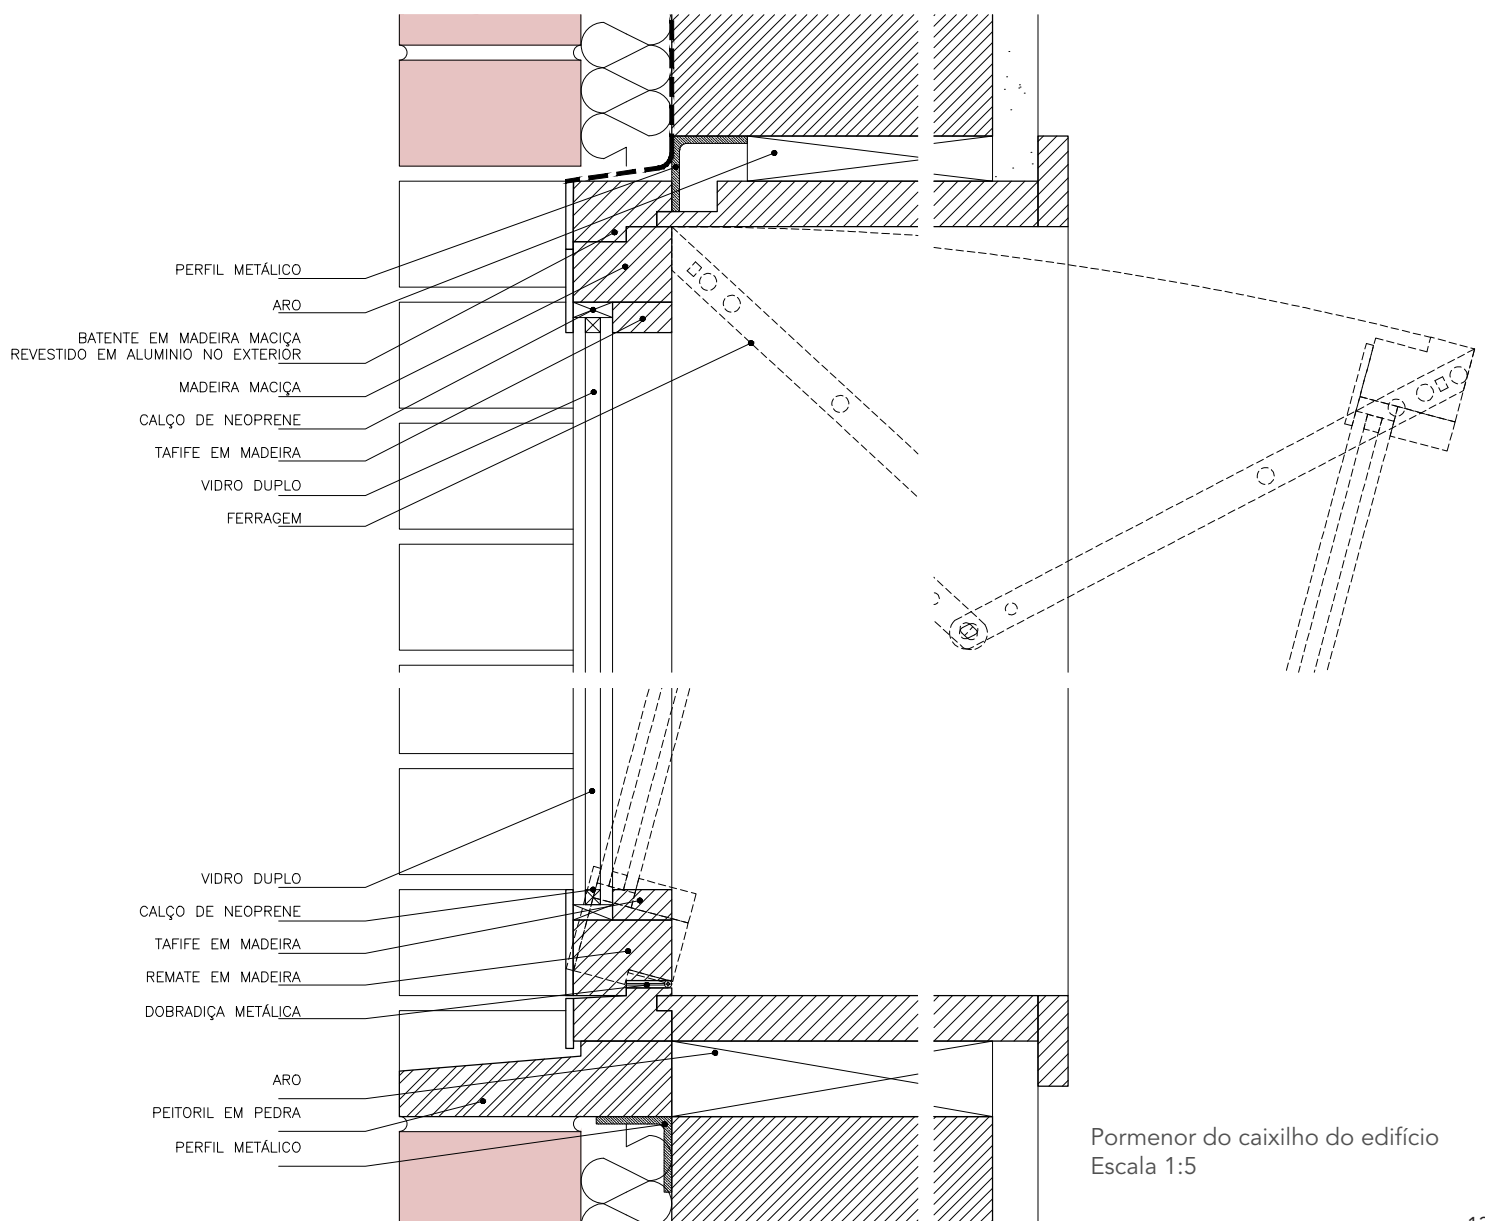 PERFIL METÁLICO
ARO
BATENTE EM MADEIRA MACIÇA
REVESTIDO EM ALUMINIO NO EXTERIOR
MADEIRA MACIÇA
CALÇO DE NEOPRENE
TAFIFE EM MADEIRA
VIDRO DUPLO
FERRAGEM
VIDRO DUPLO
CALÇO DE NEOPRENE
TAFIFE EM MADEIRA
REMATE EM MADEIRA
DOBRADIÇA METÁLICA
ARO
PEITORIL EM PEDRA
PERFIL METÁLICO
Pormenor do caixilho do edifício
Escala 1:5